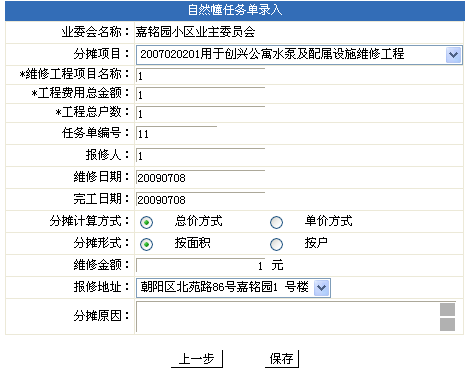 自然幢任务单录入
业委会名称： 嘉铭园小区业主委员会
分摊项目： 2007020201用于创兴公寓水泵及配属设施维修工程
*维修工程项目名称： 1
*工程费用总金额： 1
*工程总户数： 1
任务单编号： 11
报修人： 1
维修日期： 20090708
完工日期： 20090708
分摊计算方式： 总价方式 单价方式
分摊形式： 按面积 按户
维修金额： 1 元
报修地址： 朝阳区北苑路86号嘉铭园1 号楼
分摊原因：
上一步 保存